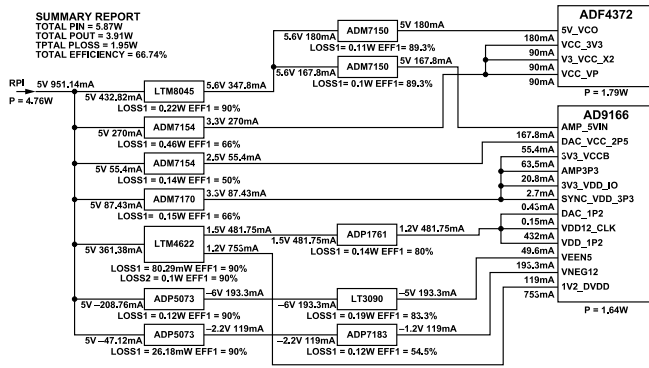 SUMMARY REPORT
TOTAL PIN = 5.87W
TOTAL POUT = 3.91W
TPTAL PLOSS = 1.95W
TOTAL EFFICIENCY = 66.74%
RPI
5V 951.14mA
P = 4.76W
5.6V 180mA
ADM7150
5V 180mA
LOSS1= 0.11W EFF1= 89.3%
5.6V 167.8mA
ADM7150
5V 167.8mA
LOSS1= 0.1W EFF1= 89.3%
5V 432.82mA
LTM8045
5.6V 347.8mA
LOSS1 = 0.22W EFF1 = 90%
5V 270mA
ADM7154
3.3V 270mA
LOSS1 = 0.46W EFF1 = 66%
5V 55.4mA
ADM7154
2.5V 55.4mA
LOSS1 = 0.14W EFF1 = 50%
5V 87.43mA
ADM7170
3.3V 87.43mA
LOSS1 = 0.15W EFF1 = 66%
5V 361.38mA
LTM4622
1.5V 481.75mA
1.2V 753mA
LOSS1 = 80.29mW EFF1 = 90%
LOSS2 = 0.1W EFF1 = 90%
1.5V 481.75mA
ADP1761
1.2V 481.75mA
LOSS1 = 0.14W EFF1 = 80%
5V –208.76mA
ADP5073
–6V 193.3mA
LOSS1 = 0.12W EFF1 = 90%
–6V 193.3mA
LT3090
–5V 193.3mA
LOSS1 = 0.19W EFF1 = 83.3%
5V –47.12mA
ADP5073
–2.2V 119mA
LOSS1 = 26.18mW EFF1 = 90%
–2.2V 119mA
ADP7183
–1.2V 119mA
LOSS1 = 0.12W EFF1 = 54.5%
ADF4372
5V_VCO
180mA
VCC_3V3
90mA
V3_VCC_X2
90mA
VCC_VP
90mA
P = 1.79W
AD9166
AMP_5VIN
167.8mA
DAC_VCC_2P5
55.4mA
3V3_VCCB
63.5mA
AMP3P3
20.8mA
3V3_VDD_IO
2.7mA
SYNC_VDD_3P3
0.43mA
DAC_1P2
0.15mA
VDD12_CLK
432mA
VDD_1P2
49.6mA
VEEN5
193.3mA
VNEG12
119mA
1V2_DVDD
753mA
P = 1.64W